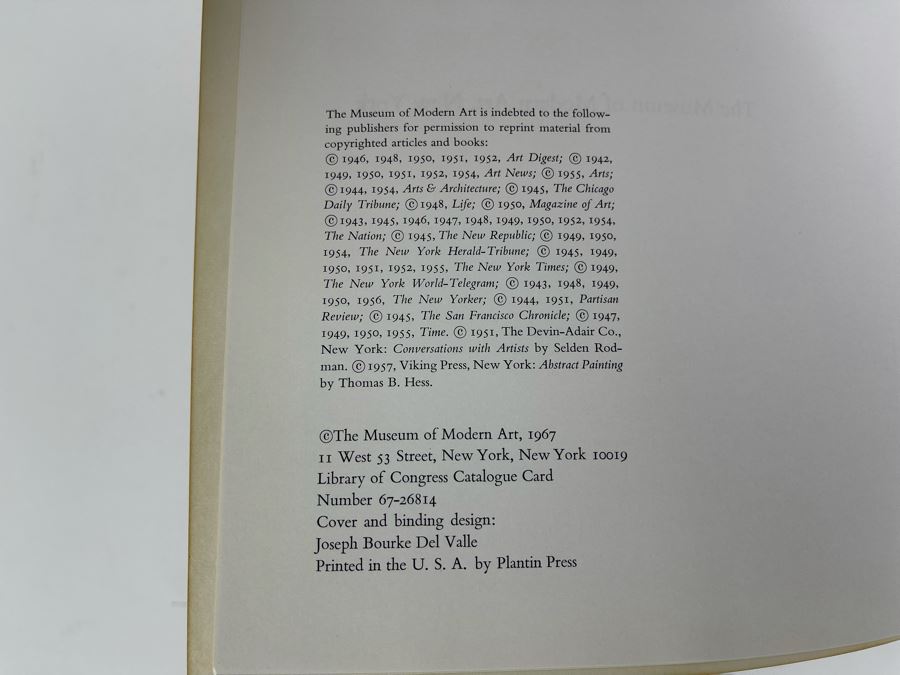 The Museum of Modern Art is indebted to the follow-
ing publishers for permission to reprint material from
copyrighted articles and books:
© 1946, 1948, 1950, 1951, 1952, Art Digest; © 1942,
1949, 1950, 1951, 1952, 1954, Art News; © 1955, Arts;
© 1944, 1954, Arts & Architecture; © 1945, The Chicago
Daily Tribune; © 1948, Life; © 1950, Magazine of Art;
© 1943, 1945, 1946, 1947, 1948, 1949, 1950, 1952, 1954,
The Nation; © 1945, The New Republic; © 1949, 1950,
1954, The New York Herald-Tribune; © 1945, 1949,
1950, 1951, 1952, 1955, The New York Times; © 1949,
The New York World-Telegram; © 1943, 1948, 1949,
1950, 1956, The New Yorker; © 1944, 1951, Partisan
Review; © 1945, The San Francisco Chronicle; © 1947,
1949, 1950, 1955, Time. © 1951, The Devin-Adair Co.,
New York: Conversations with Artists by Selden Rod-
man. © 1957, Viking Press, New York: Abstract Painting
by Thomas B. Hess.
©The Museum of Modern Art, 1967
11 West 53 Street, New York, New York 10019
Library of Congress Catalogue Card
Number 67-26814
Cover and binding design:
Joseph Bourke Del Valle
Printed in the U. S. A. by Plantin Press